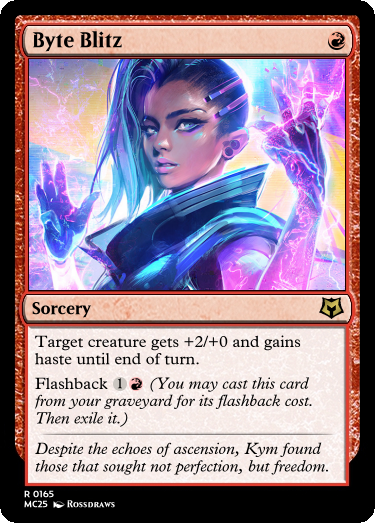 Byte Blitz
Sorcery
Target creature gets +2/+0 and gains
haste until end of turn.
Flashback 1 (You may cast this card
from your graveyard for its flashback cost.
Then exile it.)
Despite the echoes of ascension, Kym found
those that sought not perfection, but freedom.
R 0165
MC25 Rossdraws